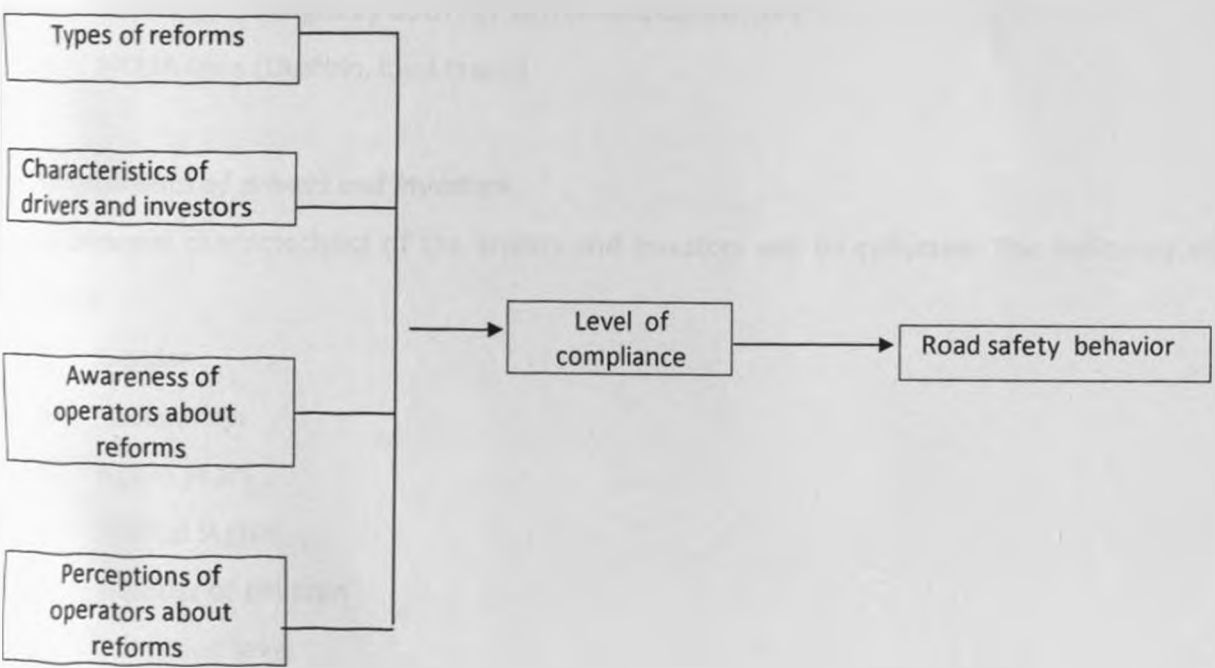 Types of reforms
Characteristics of
drivers and investors
Awareness of
operators about
reforms
Perceptions of
operators about
reforms
Level of
compliance
Road safety behavior